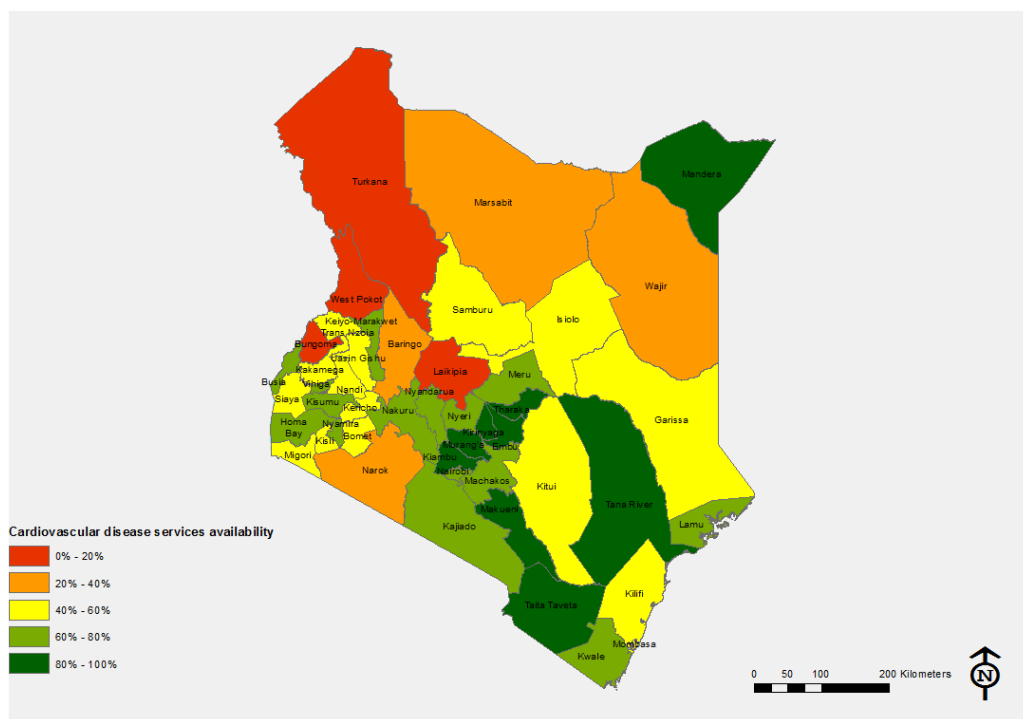 Mandera
Turkana
Marsabit
Wajir
West Pokot
Samburu
Isiolo
Keiyo-Marakwet
Trans Nzoia
Bungoma
Baringo
Uasin Gishu
Kakamega
Laikipia
Meru
Busia
Vihiga
Nandi
Nyandarua
Siaya
Kisumu
Kericho
Nakuru
Nyeri
Tharaka
Garissa
Homa
Bay
Nyamira
Kirinyaga
Kisii
Bomet
Murang'a
Embu
Migori
Kiambu
Narok
Nairobi
Machakos
Kitui
Makueni
Tana River
Kajiado
Lamu
Cardiovascular disease services availability
0% - 20%
20% - 40%
40% - 60%
60% - 80%
80% - 100%
Kilifi
Taita Taveta
Mombasa
Kwale
0 50 100 200 Kilometers
N